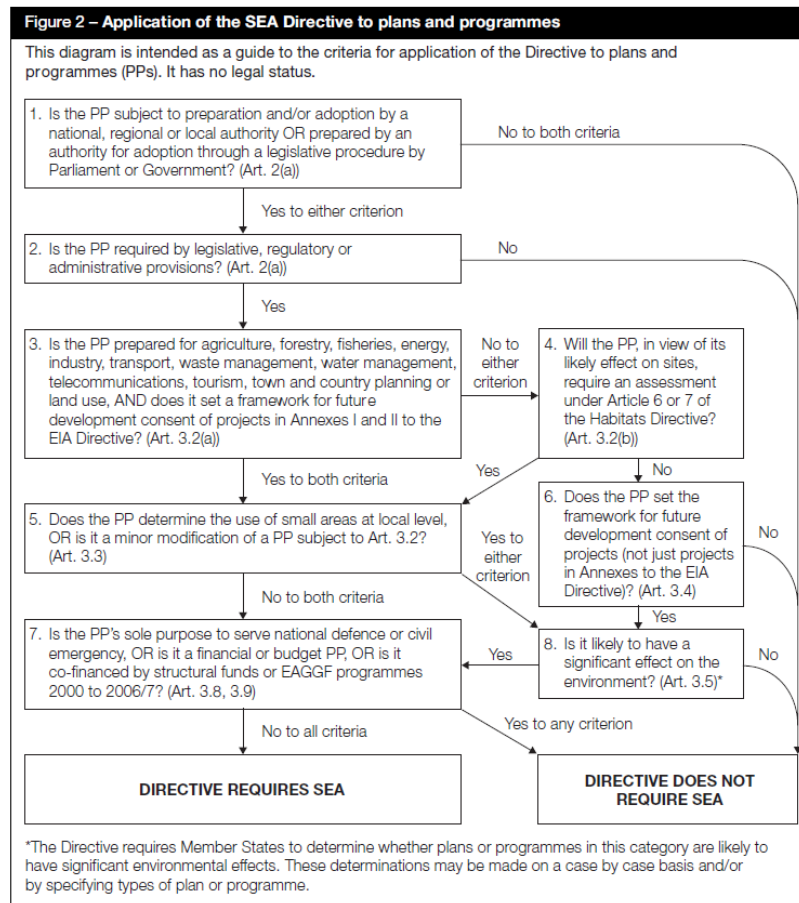 Figure 2 – Application of the SEA Directive to plans and programmes
This diagram is intended as a guide to the criteria for application of the Directive to plans and
programmes (PPs). It has no legal status.
1. Is the PP subject to preparation and/or adoption by a
national, regional or local authority OR prepared by an
authority for adoption through a legislative procedure by
Parliament or Government? (Art. 2(a))
No to both criteria
Yes to either criterion
2. Is the PP required by legislative, regulatory or
administrative provisions? (Art. 2(a))
No
Yes
3. Is the PP prepared for agriculture, forestry, fisheries, energy,
industry, transport, waste management, water management,
telecommunications, tourism, town and country planning or
land use, AND does it set a framework for future
development consent of projects in Annexes I and II to the
EIA Directive? (Art. 3.2(a))
No to
either
criterion
4. Will the PP, in view of its
likely effect on sites,
require an assessment
under Article 6 or 7 of
the Habitats Directive?
(Art. 3.2(b))
Yes to both criteria
Yes
No
5. Does the PP determine the use of small areas at local level,
OR is it a minor modification of a PP subject to Art. 3.2?
(Art. 3.3)
Yes to
either
criterion
6. Does the PP set the
framework for future
development consent of
projects (not just projects
in Annexes to the EIA
Directive)? (Art. 3.4)
No
No to both criteria
Yes
7. Is the PP's sole purpose to serve national defence or civil
emergency, OR is it a financial or budget PP, OR is it
co-financed by structural funds or EAGGF programmes
2000 to 2006/7? (Art. 3.8, 3.9)
Yes
8. Is it likely to have a
significant effect on the
environment? (Art. 3.5)*
No
No to all criteria
Yes to any criterion
DIRECTIVE REQUIRES SEA
DIRECTIVE DOES NOT
REQUIRE SEA
*The Directive requires Member States to determine whether plans or programmes in this category are likely to
have significant environmental effects. These determinations may be made on a case by case basis and/or
by specifying types of plan or programme.